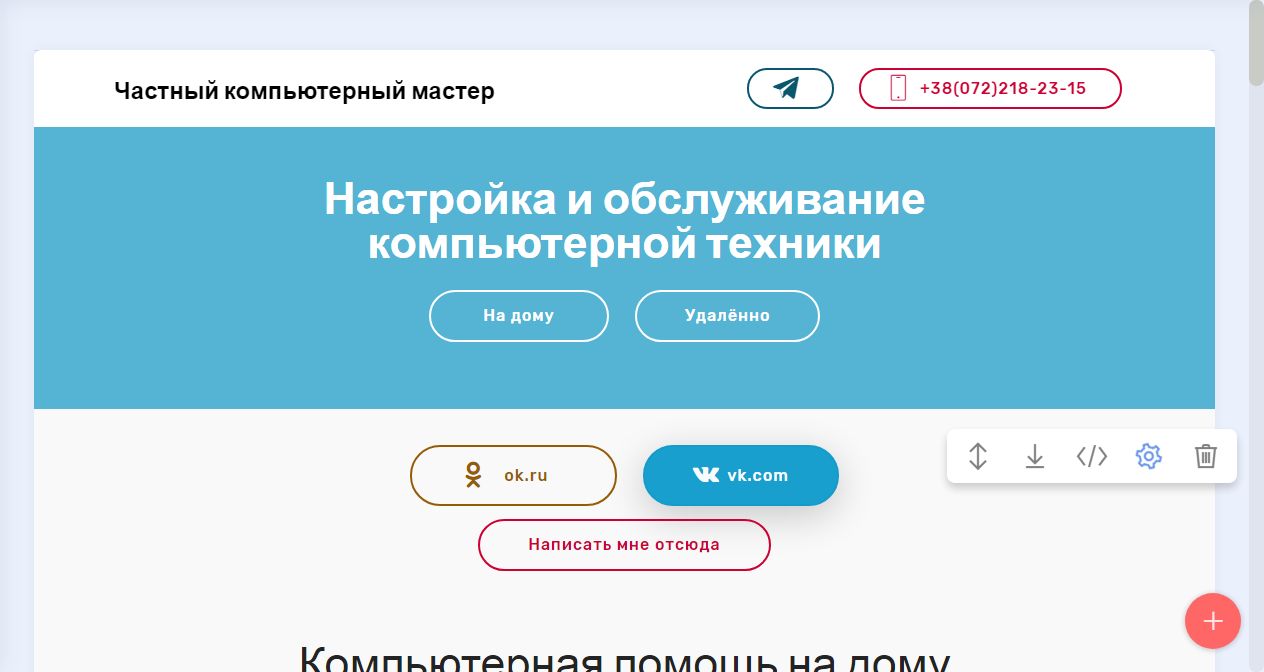 Частный компьютерный мастер
+38(072)218-23-15
Настройка и обслуживание
компьютерной техники
На дому
Удалённо
ok.ru
vk.com
Написать мне отсюда
Компьютерная помощь на дому